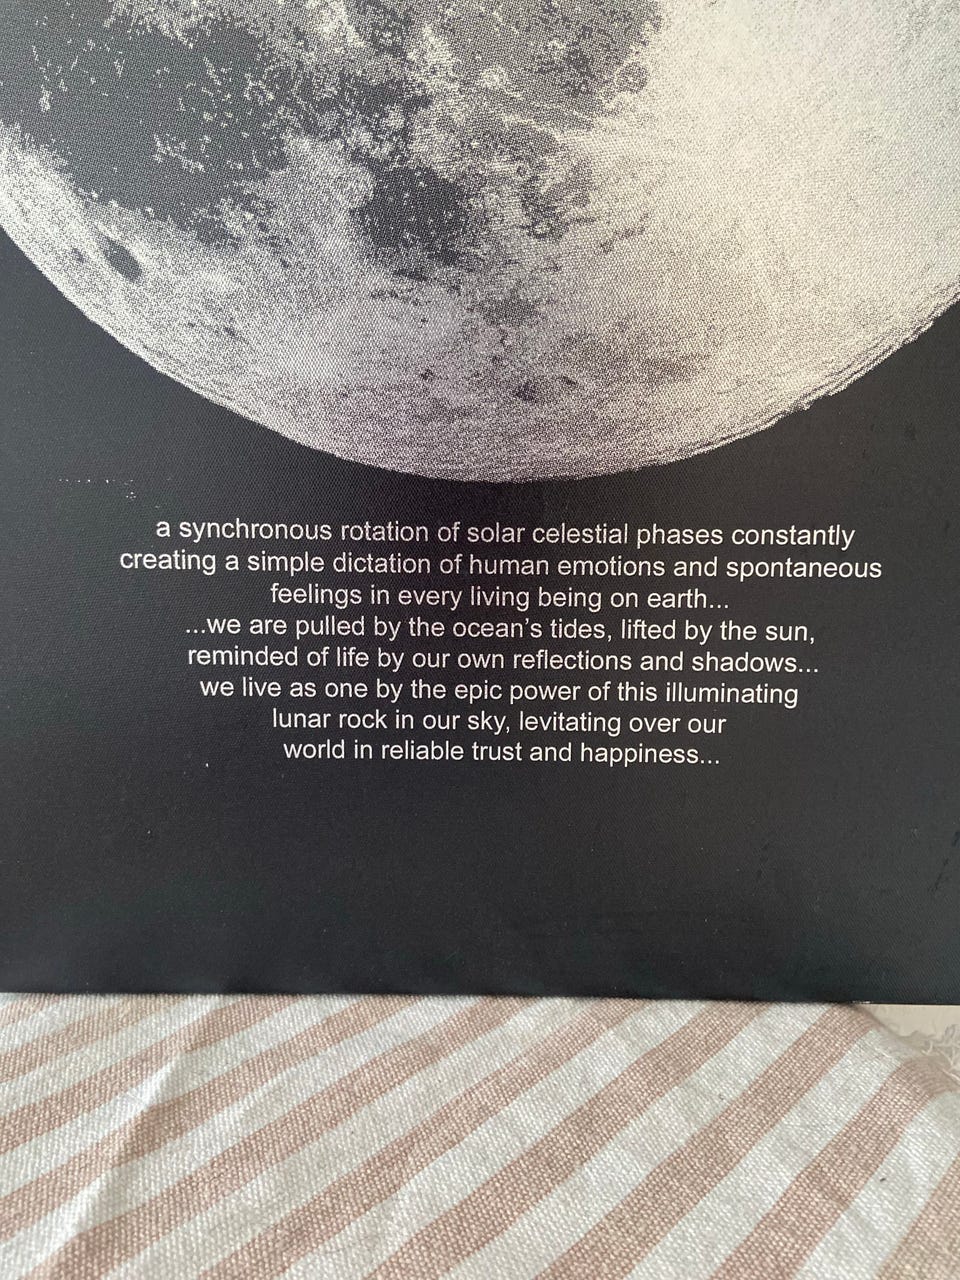 a synchronous rotation of solar celestial phases constantly
creating a simple dictation of human emotions and spontaneous
feelings in every living being on earth...
...we are pulled by the ocean’s tides, lifted by the sun,
reminded of life by our own reflections and shadows...
we live as one by the epic power of this illuminating
lunar rock in our sky, levitating over our
world in reliable trust and happiness...